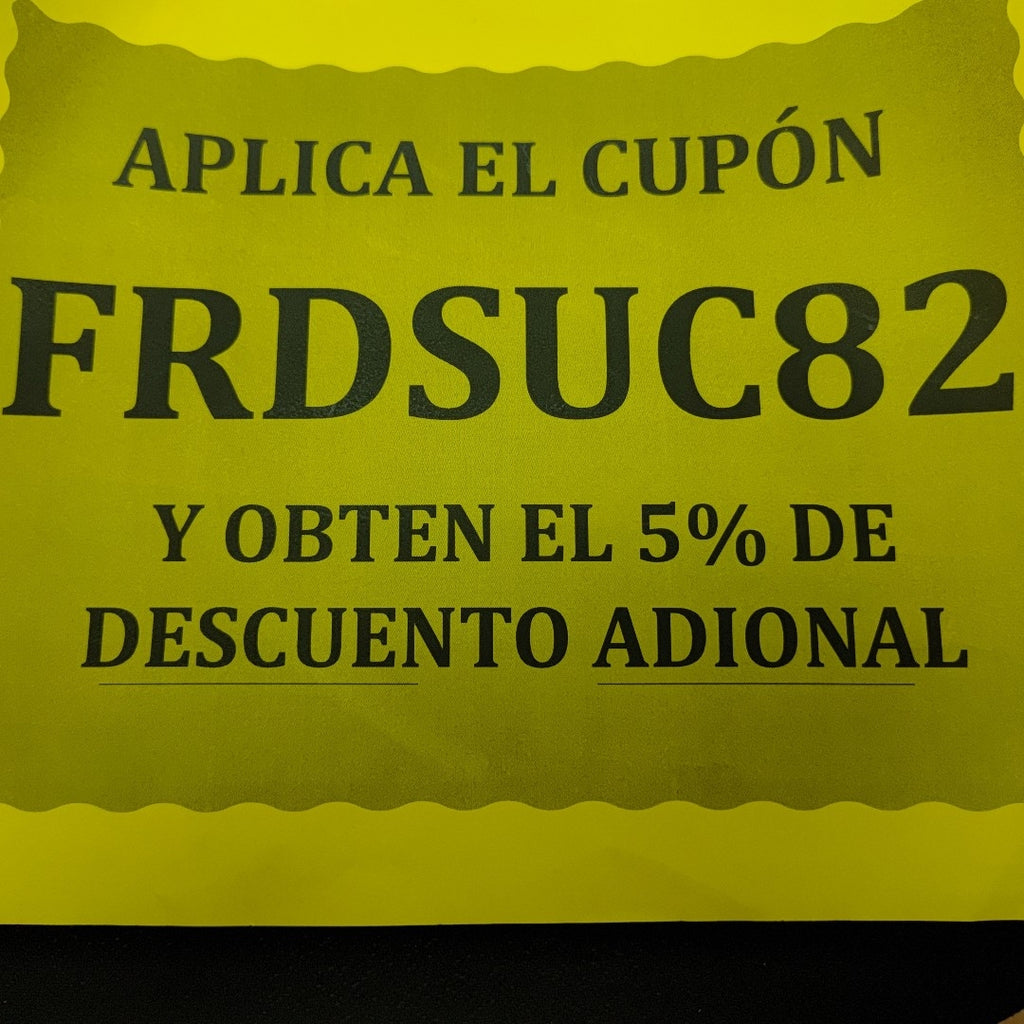 APLICA EL CUPÓN
FRDSUC82
Y OBTEN EL 5% DE
DESCUENTO ADIONAL